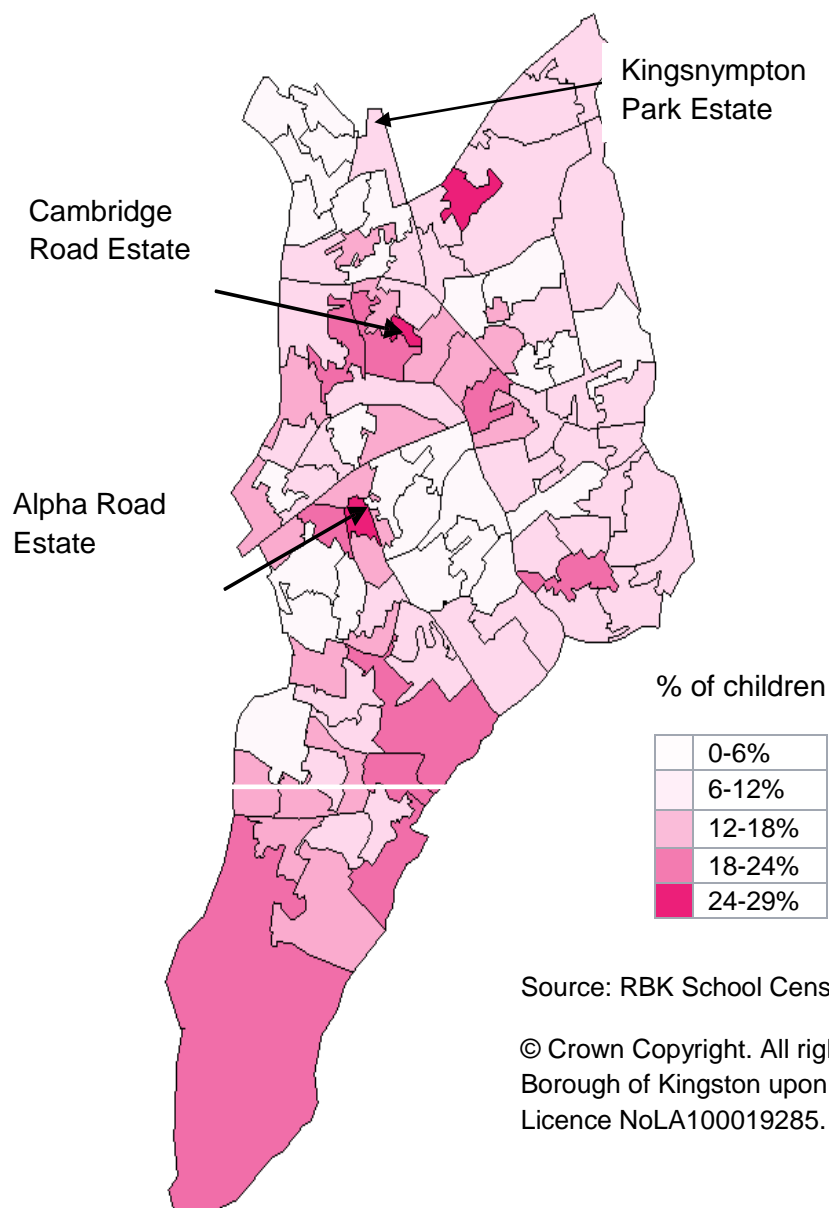 Kingsnympton
Park Estate
Cambridge
Road Estate
Alpha Road
Estate
% of children
0-6%
6-12%
12-18%
18-24%
24-29%
Source: RBK School Cens
© Crown Copyright. All righ
Borough of Kingston upon
Licence NoLA100019285.